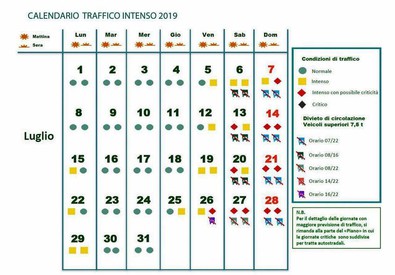 CALENDARIO TRAFFICO INTENSO 2019
Mattina
Sera
Lun Mar Mer Gio Ven Sab Dom
Luglio
1 2 3 4 5 6 7
8 9 10 11 12 13 14
15 16 17 18 19 20 21
22 23 24 25 26 27 28
29 30 31
Condizioni di traffico
Normale
Intenso
Intenso con possibile criticità
Critico
Divieto di circolazione
Veicoli superiori 7,5 t
Orario 07/22
Orario 08/16
Orario 08/22
Orario 14/22
Orario 16/22
N.B.
Per il dettaglio delle giornate con
maggiore previsione di traffico, si
rimanda alla parte del «Piano» in cui
le giornate critiche sono suddivise
per tratte autostradali.